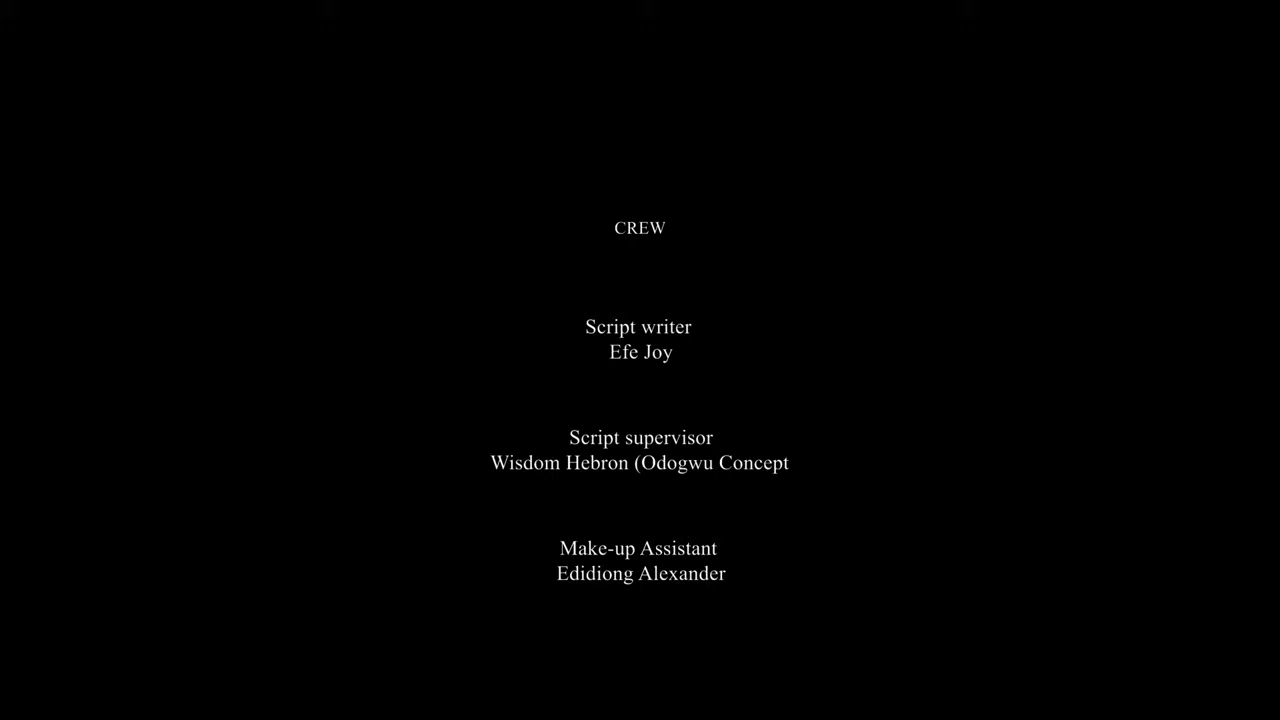 CREW
Script writer
Efe Joy
Script supervisor
Wisdom Hebron (Odogwu Concept
Make-up Assistant
Edidiong Alexander